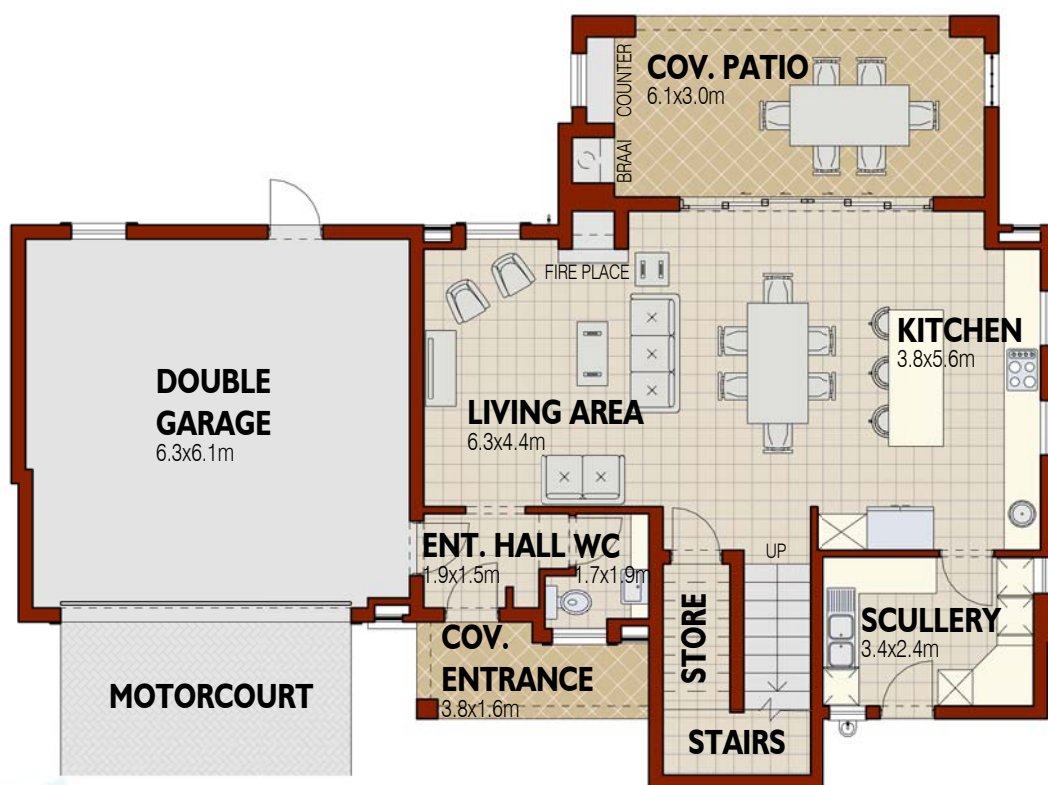 COUNTER
COV. PATIO
6.1x3.0m
BRAAI
FIRE PLACE
KITCHEN
3.8x5.6m
DOUBLE
GARAGE
6.3x6.1m
LIVING AREA
6.3x4.4m
ENT. HALL
1.9x1.5m
WC
1.7x1.9m
UP
STORE
SCULLERY
3.4x2.4m
COV.
ENTRANCE
3.8x1.6m
MOTORCOURT
STAIRS